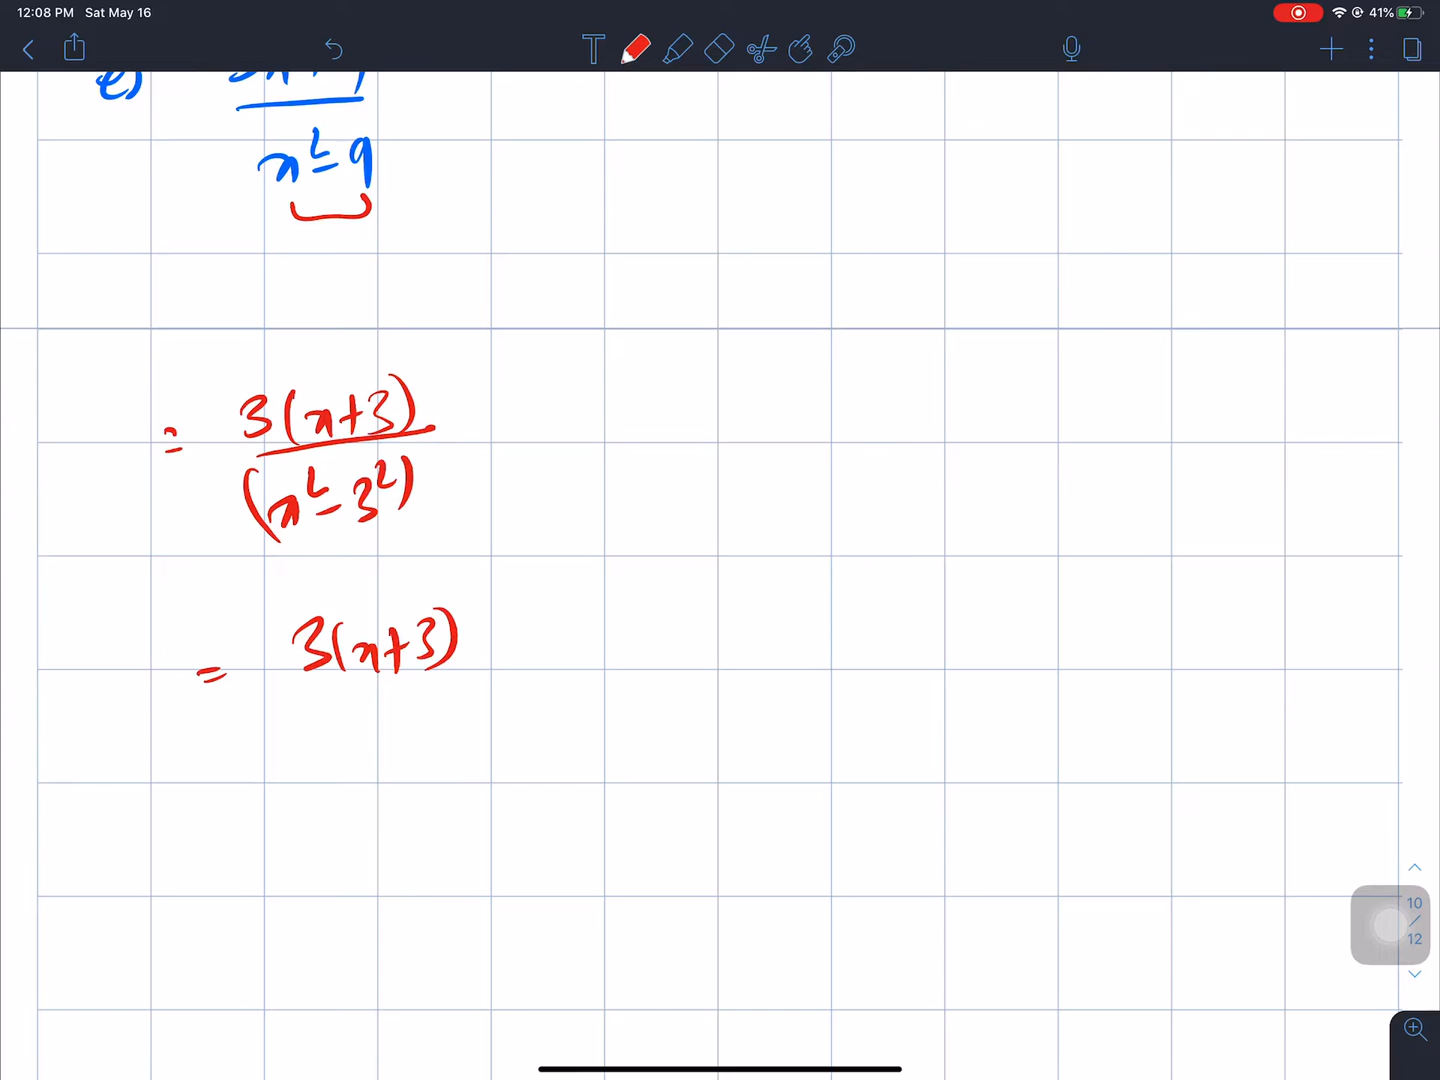 12:08 PM Sat May 16
41%
e)
x² - 9
= 3(x+3)
(x² - 3²)
= 3(x+3)
10
/
12